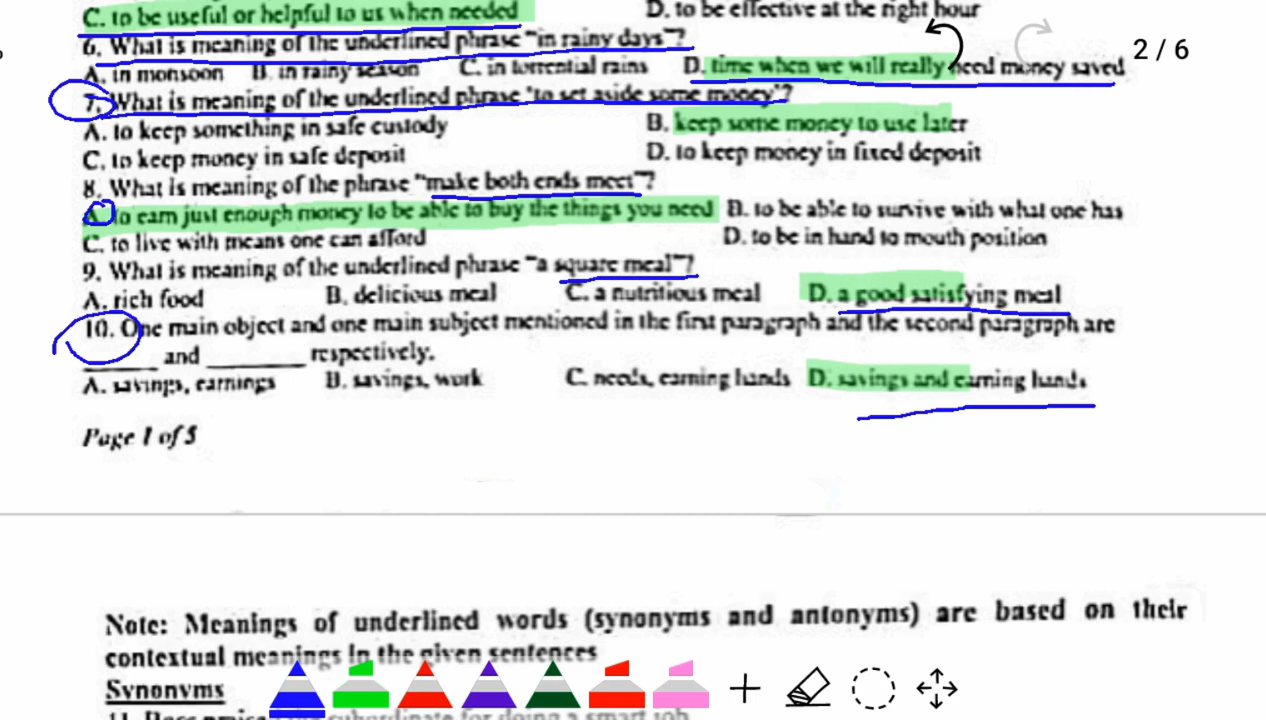 C. to be useful or helpful to us when needed D. to be effective at the right hour
6. What is meaning of the underlined phrase "in rainy days"?
2 / 6
A. in monsoon B. in rainy season C. in torrential rains D. time when we will really need money saved
7. What is meaning of the underlined phrase 'to set aside some money'?
A. to keep something in safe custody B. keep some money to use later
C. to keep money in safe deposit D. to keep money in fixed deposit
8. What is meaning of the phrase "make both ends meet"?
A. to earn just enough money to be able to buy the things you need B. to be able to survive with what one has
C. to live with means one can afford D. to be in hand to mouth position
9. What is meaning of the underlined phrase "a square meal"?
A. rich food B. delicious meal C. a nutritious meal D. a good satisfying meal
10. One main object and one main subject mentioned in the first paragraph and the second paragraph are
______ and ________ respectively.
A. savings, earnings B. savings, work C. needs, earning hands D. savings and earning hands
Page 1 of 5
Note: Meanings of underlined words (synonyms and antonyms) are based on their
contextual meanings in the given sentences
Synonyms
subordinate for doing a smart job